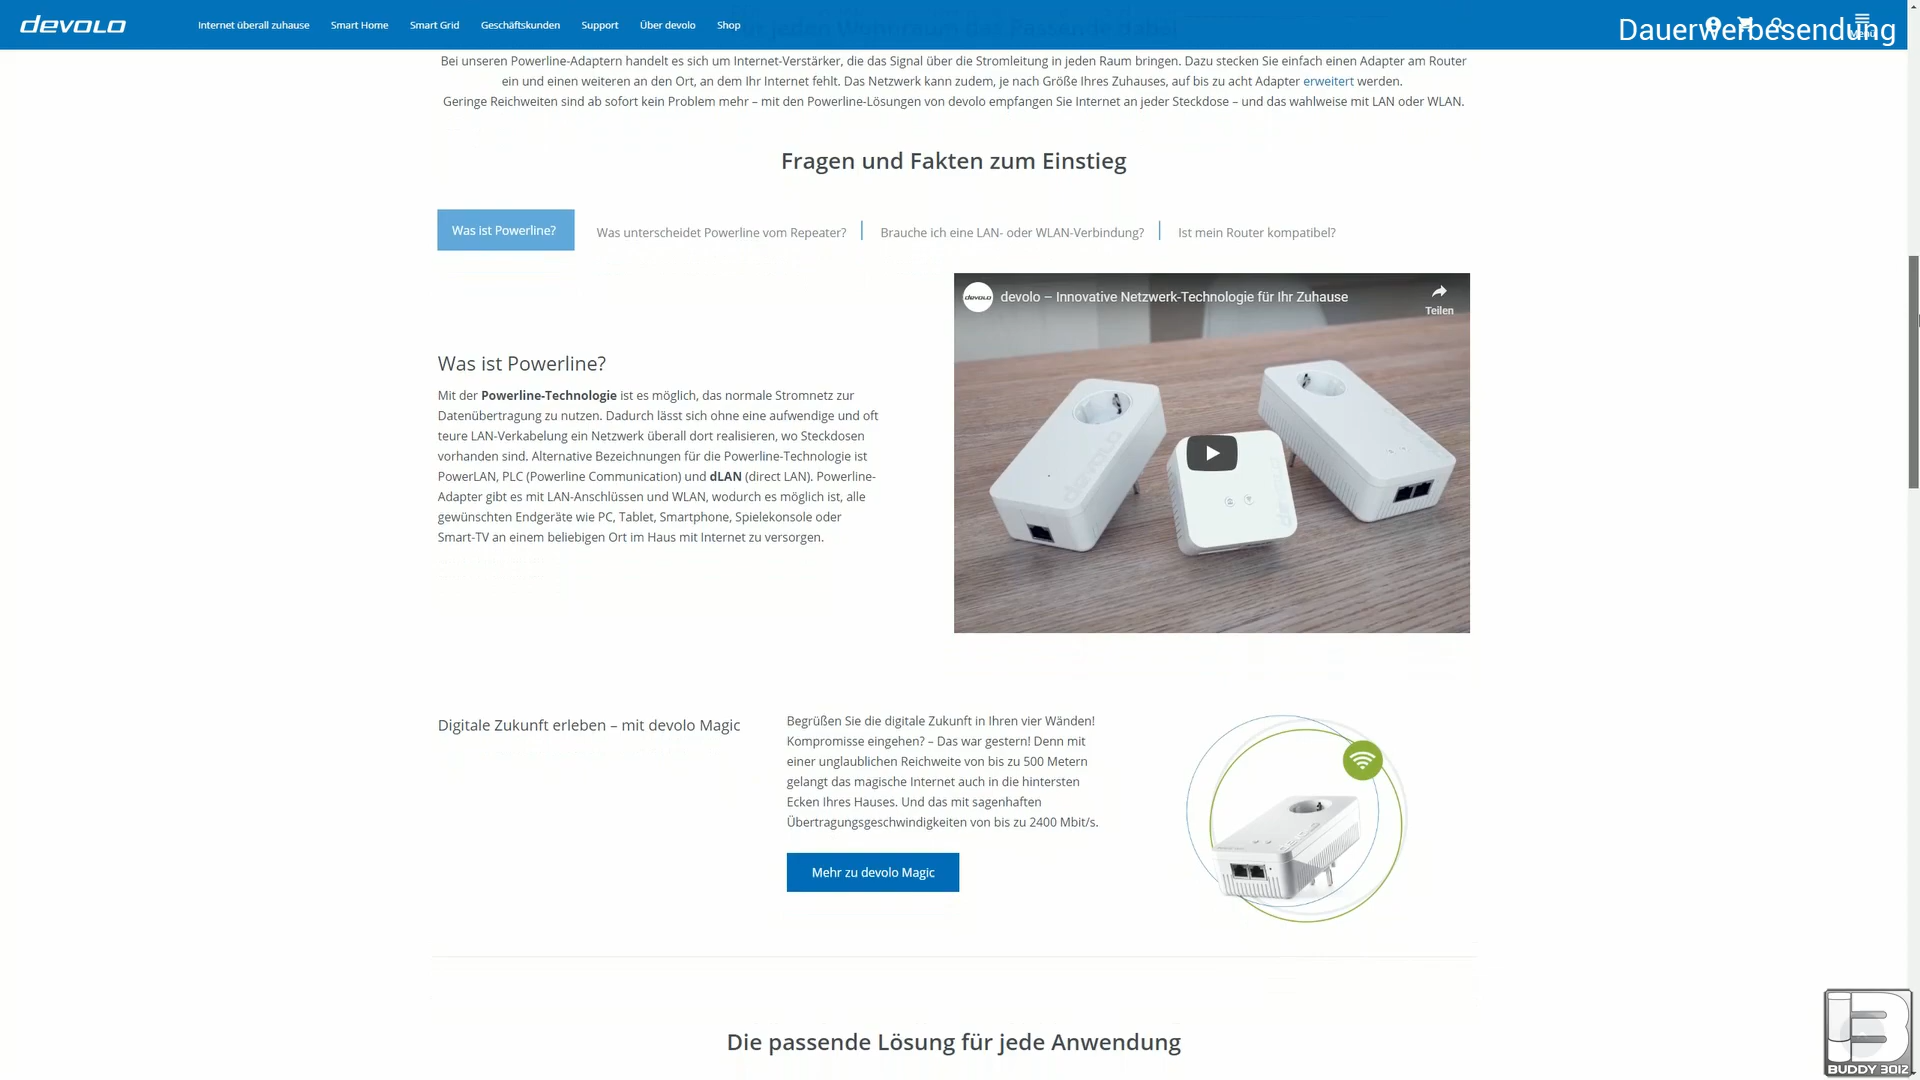 devolo
Internet überall zuhause
Smart Home
Smart Grid
Geschäftskunden
Support
Über devolo
Shop
Dauerwerbesendung
Bei unseren Powerline-Adaptern handelt es sich um Internet-Verstärker, die das Signal über die Stromleitung in jeden Raum bringen. Dazu stecken Sie einfach einen Adapter am Router
ein und einen weiteren an den Ort, an dem Ihr Internet fehlt. Das Netzwerk kann zudem, je nach Größe Ihres Zuhauses, auf bis zu acht Adapter erweitert werden.
Geringe Reichweiten sind ab sofort kein Problem mehr – mit den Powerline-Lösungen von devolo empfangen Sie Internet an jeder Steckdose – und das wahlweise mit LAN oder WLAN.
Fragen und Fakten zum Einstieg
Was ist Powerline?
Was unterscheidet Powerline vom Repeater?
Brauche ich eine LAN- oder WLAN-Verbindung?
Ist mein Router kompatibel?
devolo
devolo – Innovative Netzwerk-Technologie für Ihr Zuhause
Teilen
Was ist Powerline?
Mit der Powerline-Technologie ist es möglich, das normale Stromnetz zur
Datenübertragung zu nutzen. Dadurch lässt sich ohne eine aufwendige und oft
teure LAN-Verkabelung ein Netzwerk überall dort realisieren, wo Steckdosen
vorhanden sind. Alternative Bezeichnungen für die Powerline-Technologie ist
PowerLAN, PLC (Powerline Communication) und dLAN (direct LAN). Powerline-
Adapter gibt es mit LAN-Anschlüssen und WLAN, wodurch es möglich ist, alle
gewünschten Endgeräte wie PC, Tablet, Smartphone, Spielekonsole oder
Smart-TV an einem beliebigen Ort im Haus mit Internet zu versorgen.
Digitale Zukunft erleben – mit devolo Magic
Begrüßen Sie die digitale Zukunft in Ihren vier Wänden!
Kompromisse eingehen? – Das war gestern! Denn mit
einer unglaublichen Reichweite von bis zu 500 Metern
gelangt das magische Internet auch in die hintersten
Ecken Ihres Hauses. Und das mit sagenhaften
Übertragungsgeschwindigkeiten von bis zu 2400 Mbit/s.
Mehr zu devolo Magic
Die passende Lösung für jede Anwendung
BUDDY 3012